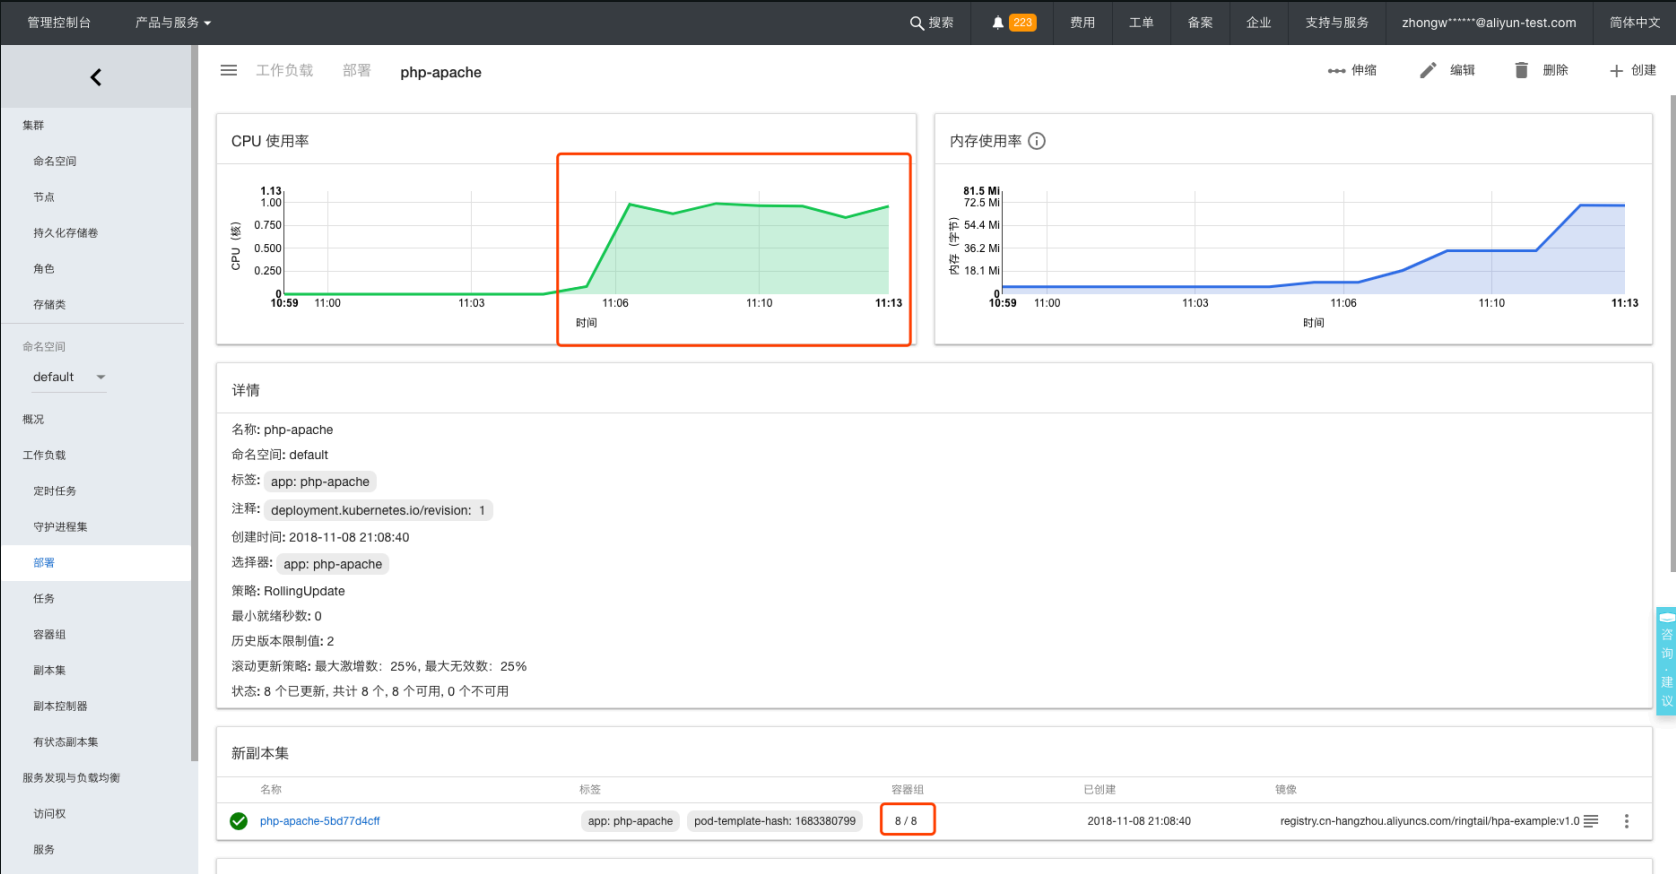 管理控制台 产品与服务 搜索 223 费用 工单 备案 企业 支持与服务 zhongw******@aliyun-test.com 简体中文
工作负载 部署 php-apache 伸缩 编辑 删除 创建
集群
命名空间
节点
持久化存储卷
角色
存储类
命名空间
default
概况
工作负载
定时任务
守护进程集
部署
任务
容器组
副本集
副本控制器
有状态副本集
服务发现与负载均衡
访问权
服务
CPU 使用率
1.13
1.00
0.750
0.500
0.250
0
CPU（核）
10:59 11:00 11:03 11:06 11:10 11:13
时间
内存使用率
81.5 Mi
72.5 Mi
54.4 Mi
36.2 Mi
18.1 Mi
0
内存（字节）
10:59 11:00 11:03 11:06 11:10 11:13
时间
详情
名称: php-apache
命名空间: default
标签: app: php-apache
注释: deployment.kubernetes.io/revision: 1
创建时间: 2018-11-08 21:08:40
选择器: app: php-apache
策略: RollingUpdate
最小就绪秒数: 0
历史版本限制值: 2
滚动更新策略: 最大激增数：25%, 最大无效数：25%
状态: 8 个已更新, 共计 8 个, 8 个可用, 0 个不可用
新副本集
名称 标签 容器组 已创建 镜像
php-apache-5bd77d4cff app: php-apache pod-template-hash: 1683380799 8 / 8 2018-11-08 21:08:40 registry.cn-hangzhou.aliyuncs.com/ringtail/hpa-example:v1.0
咨询·建议